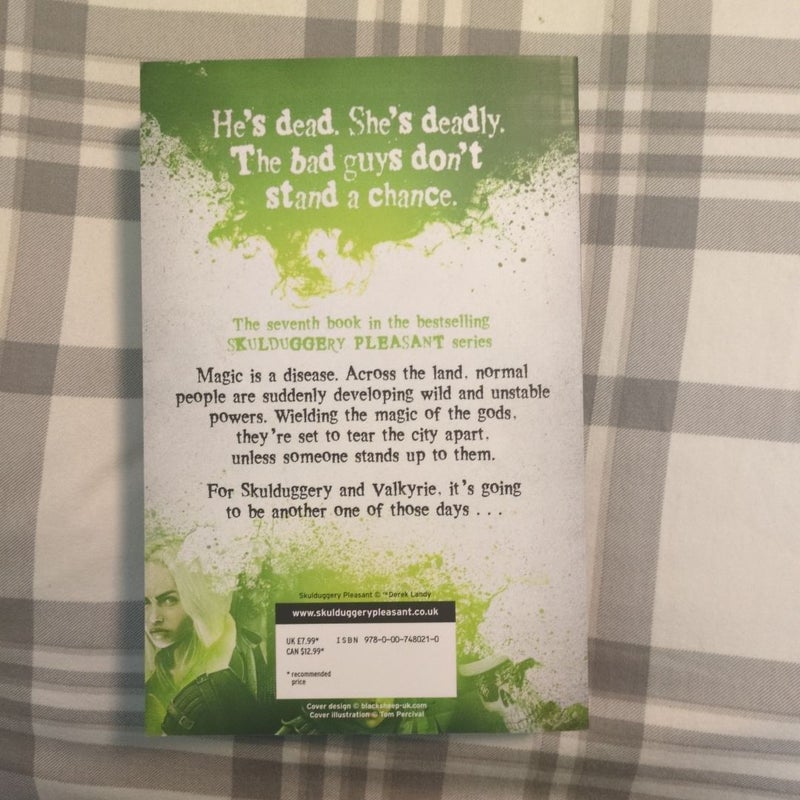 He's dead. She's deadly.
The bad guys don't
stand a chance.
The seventh book in the bestselling
SKULDUGGERY PLEASANT series
Magic is a disease. Across the land, normal
people are suddenly developing wild and unstable
powers. Wielding the magic of the gods,
they're set to tear the city apart,
unless someone stands up to them.
For Skulduggery and Valkyrie, it's going
to be another one of those days . . .
Skulduggery Pleasant © ™ Derek Landy
www.skulduggerypleasant.co.uk
UK £7.99* ISBN 978-0-00-748021-0
CAN $12.99*
* recommended
price
Cover design © blacksheep-uk.com
Cover illustration © Tom Percival